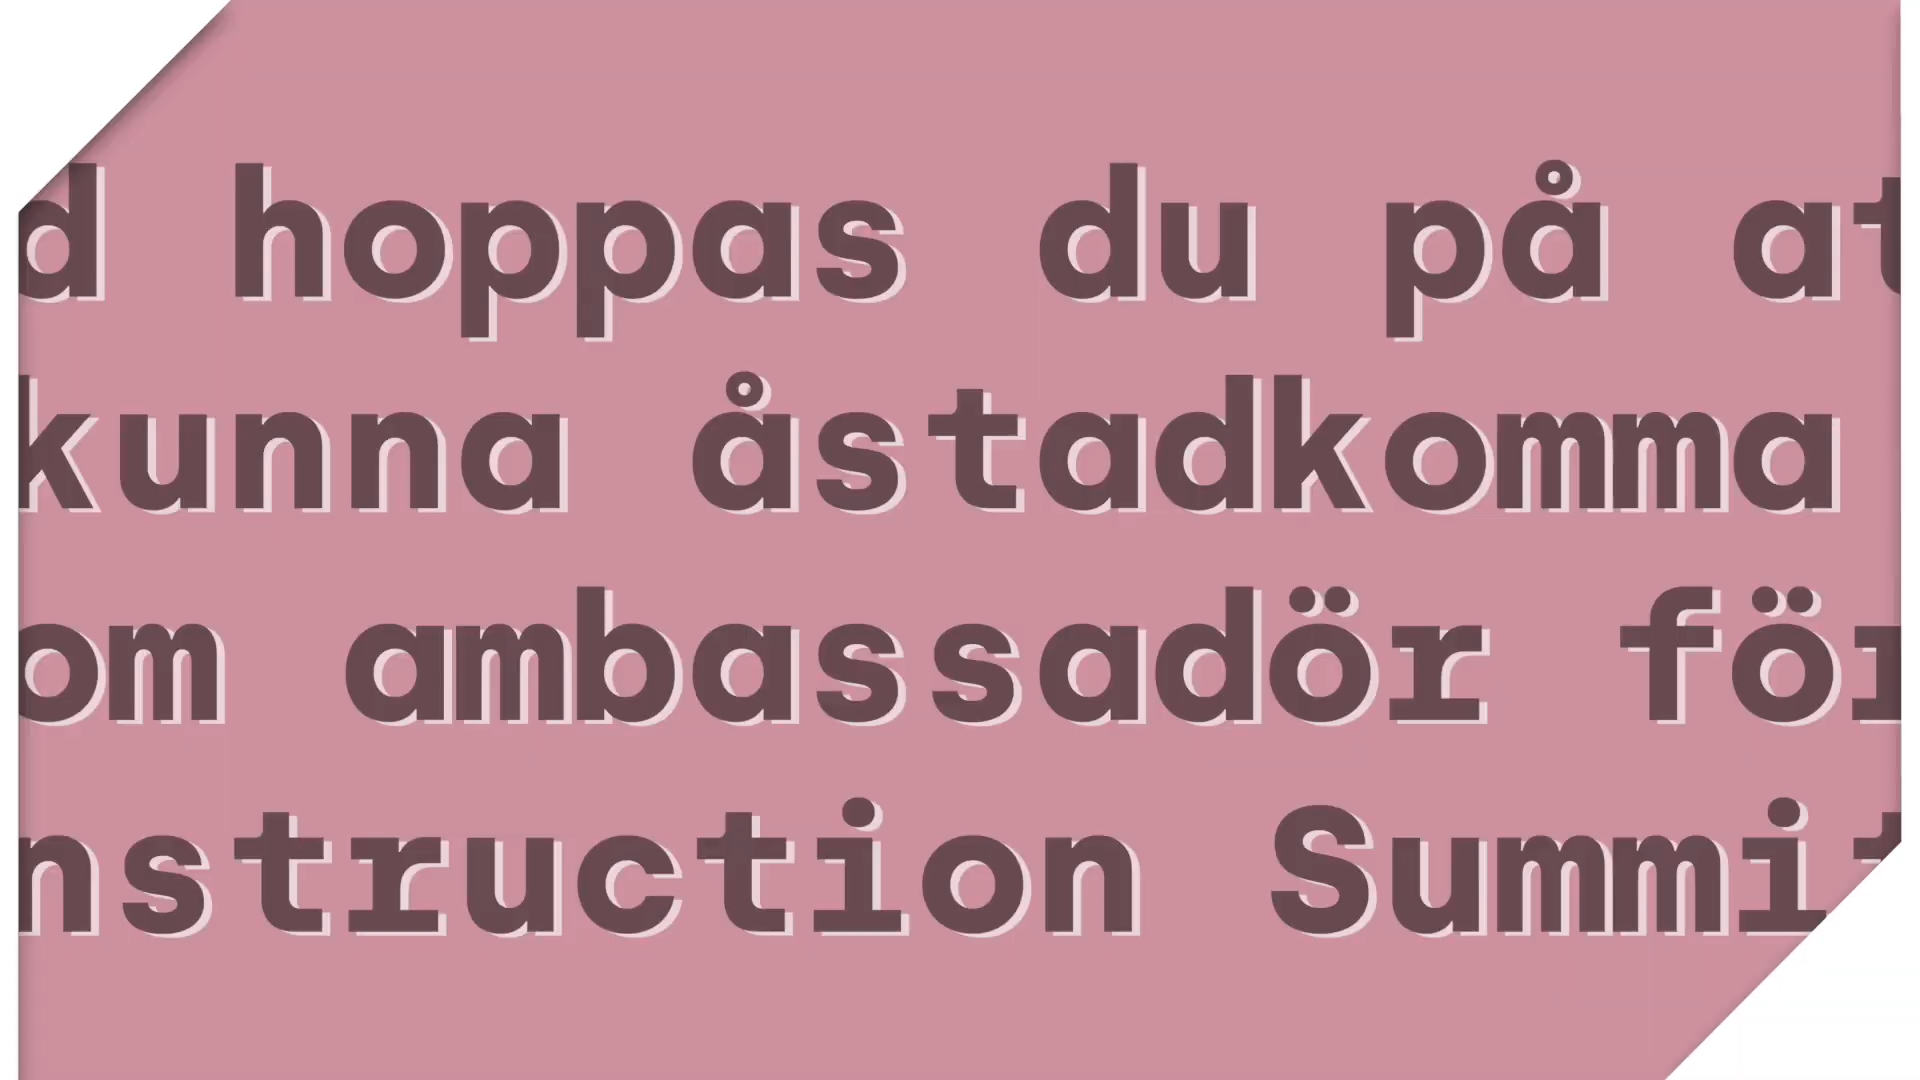 d hoppas du på at
kunna åstadkomma
om ambassadör för
nstruction Summit